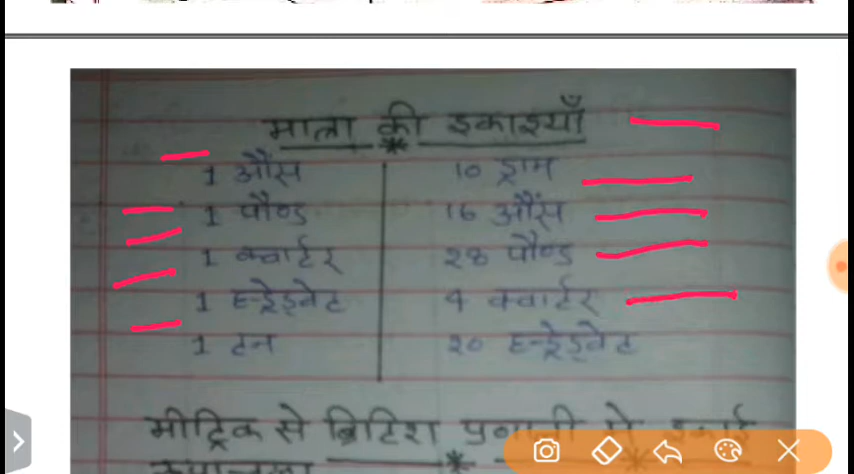 मात्रा की इकाइयाँ
1 औंस 10 ड्राम
1 पौण्ड 16 औंस
1 क्वार्टर 28 पौण्ड
1 हन्ड्रेडवेट 4 क्वार्टर
1 टन 20 हन्ड्रेडवेट
मीट्रिक से ब्रिटिश प्रणाली में इकाई